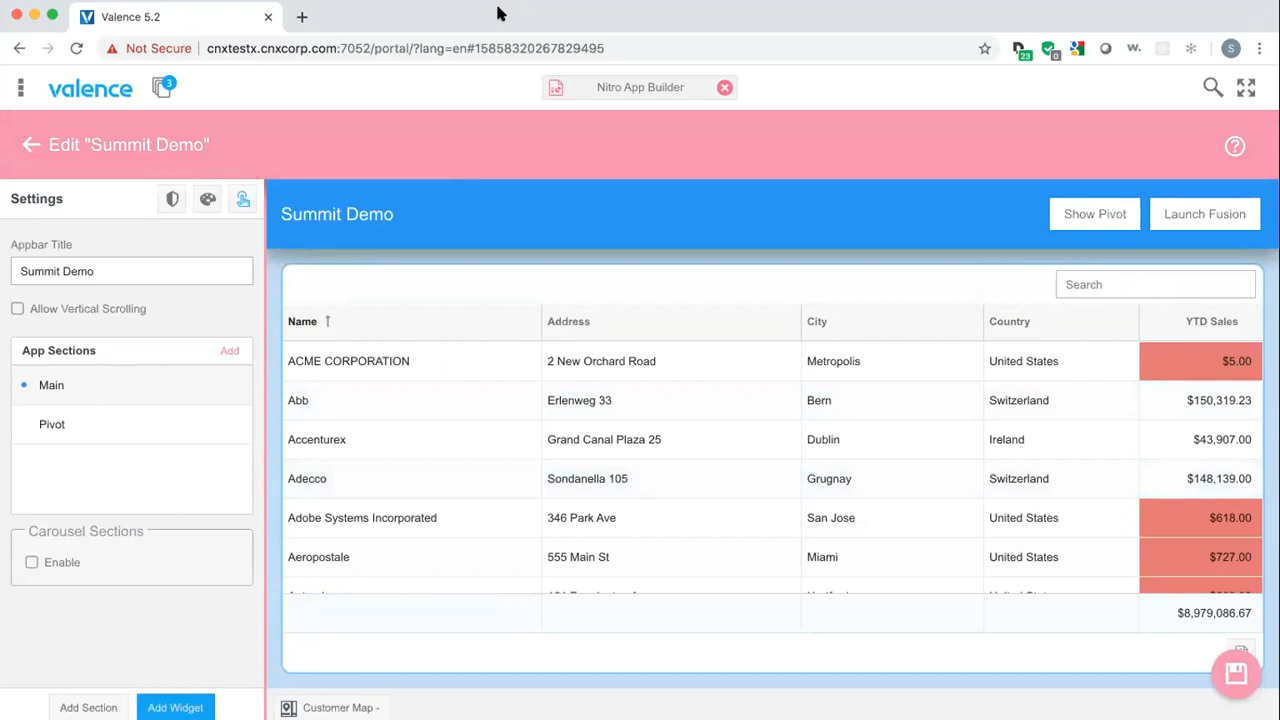 Valence 5.2
Not Secure cnxtestx.cnxcorp.com:7052/portal/?lang=en#15858320267829495
23 0 W. S
valence 3 Nitro App Builder
Edit "Summit Demo"
Settings
Summit Demo Show Pivot Launch Fusion
Appbar Title
Summit Demo
Allow Vertical Scrolling
App Sections Add
Main
Pivot
Carousel Sections
Enable
Add Section Add Widget
Search
Name Address City Country YTD Sales
ACME CORPORATION 2 New Orchard Road Metropolis United States $5.00
Abb Erlenweg 33 Bern Switzerland $150,319.23
Accenturex Grand Canal Plaza 25 Dublin Ireland $43,907.00
Adecco Sondanella 105 Grugnay Switzerland $148,139.00
Adobe Systems Incorporated 346 Park Ave San Jose United States $618.00
Aeropostale 555 Main St Miami United States $727.00
$8,979,086.67
Customer Map -